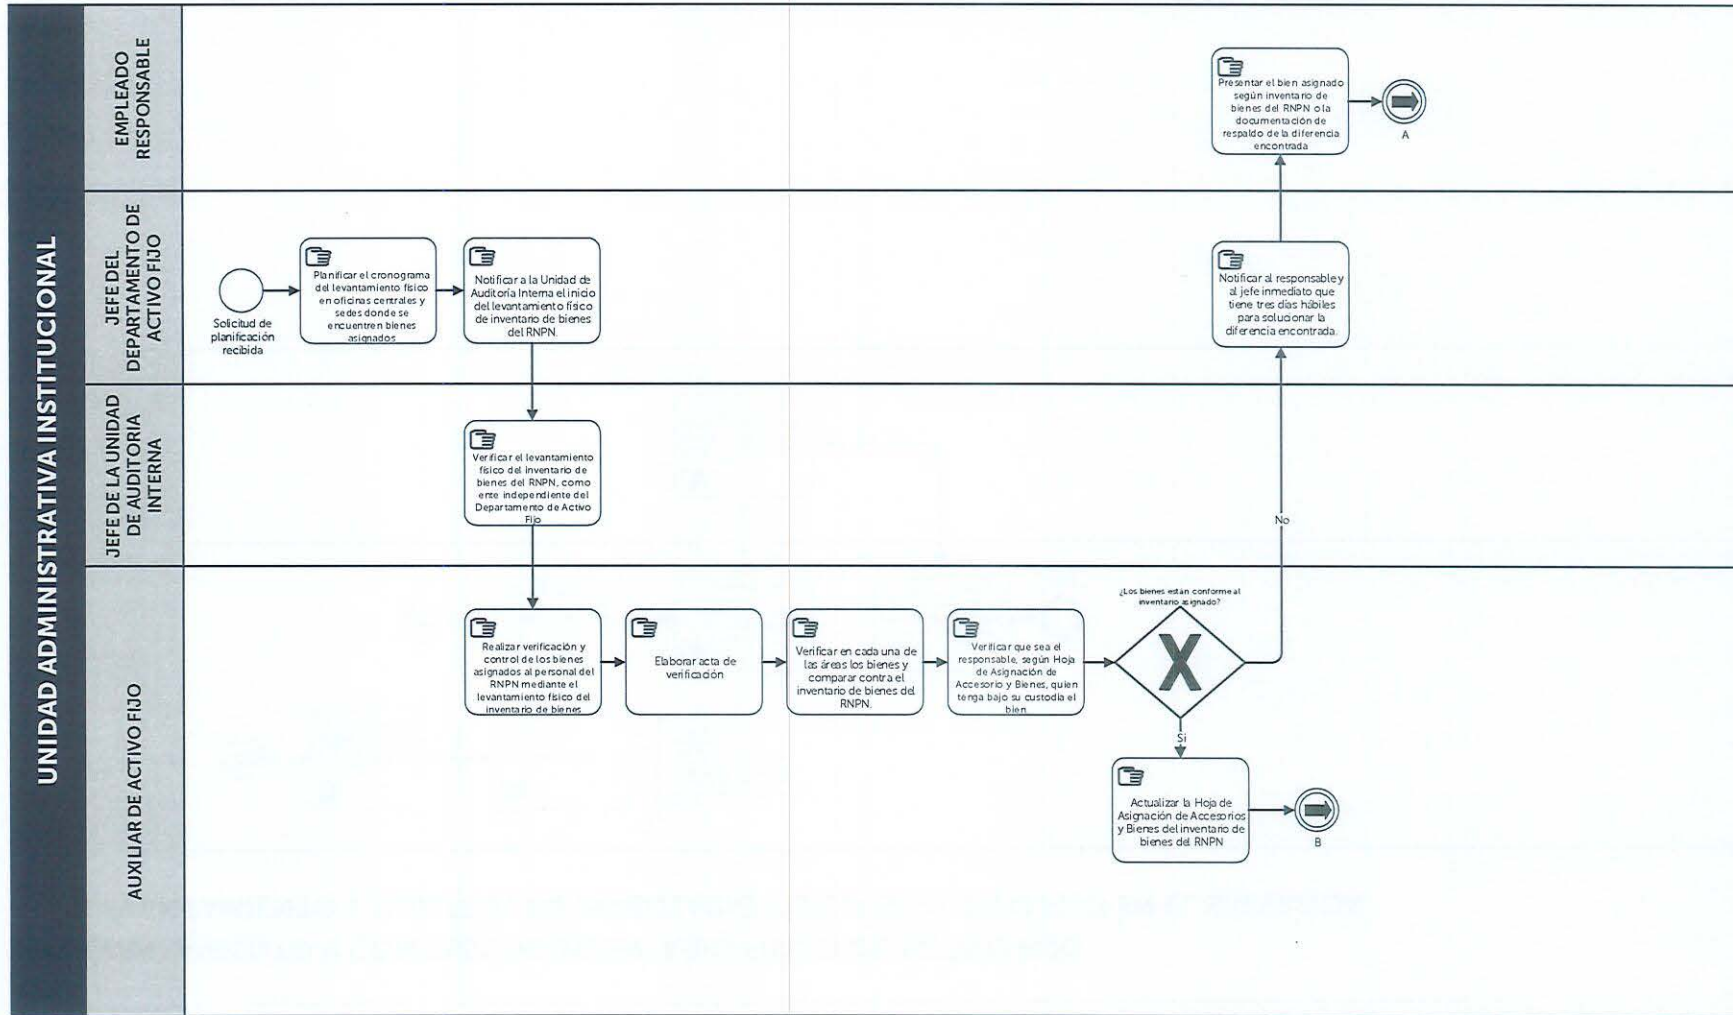 UNIDAD ADMINISTRATIVA INSTITUCIONAL
EMPLEADO
RESPONSABLE
Presentar el bien asignado
según inventario de
bienes del RNPN o la
documentación de
respaldo de la diferencia
encontrada
A
JEFE DEL
DEPARTAMENTO DE
ACTIVO FIJO
Solicitud de
planificación
recibida
Planificar el cronograma
del levantamiento físico
en oficinas centrales y
sedes donde se
encuentren bienes
asignados
Notificar a la Unidad de
Auditoría Interna el inicio
del levantamiento físico
de inventario de bienes
del RNPN.
Notificar al responsable y
al jefe inmediato que
tiene tres días hábiles
para solucionar la
diferencia encontrada.
JEFE DE LA UNIDAD
DE AUDITORIA
INTERNA
Verificar el levantamiento
físico del inventario de
bienes del RNPN, como
ente independiente del
Departamento de Activo
Fijo
No
AUXILIAR DE ACTIVO FIJO
Realizar verificación y
control de los bienes
asignados al personal del
RNPN mediante el
levantamiento físico del
inventario de bienes
Elaborar acta de
verificación
Verificar en cada una de
las áreas los bienes y
comparar contra el
inventario de bienes del
RNPN.
Verificar que sea el
responsable, según Hoja
de Asignación de
Accesorio y Bienes, quien
tenga bajo su custodia el
bien
¿Los bienes están conforme al
inventario asignado?
Si
Actualizar la Hoja de
Asignación de Accesorios
y Bienes del inventario de
bienes del RNPN
B